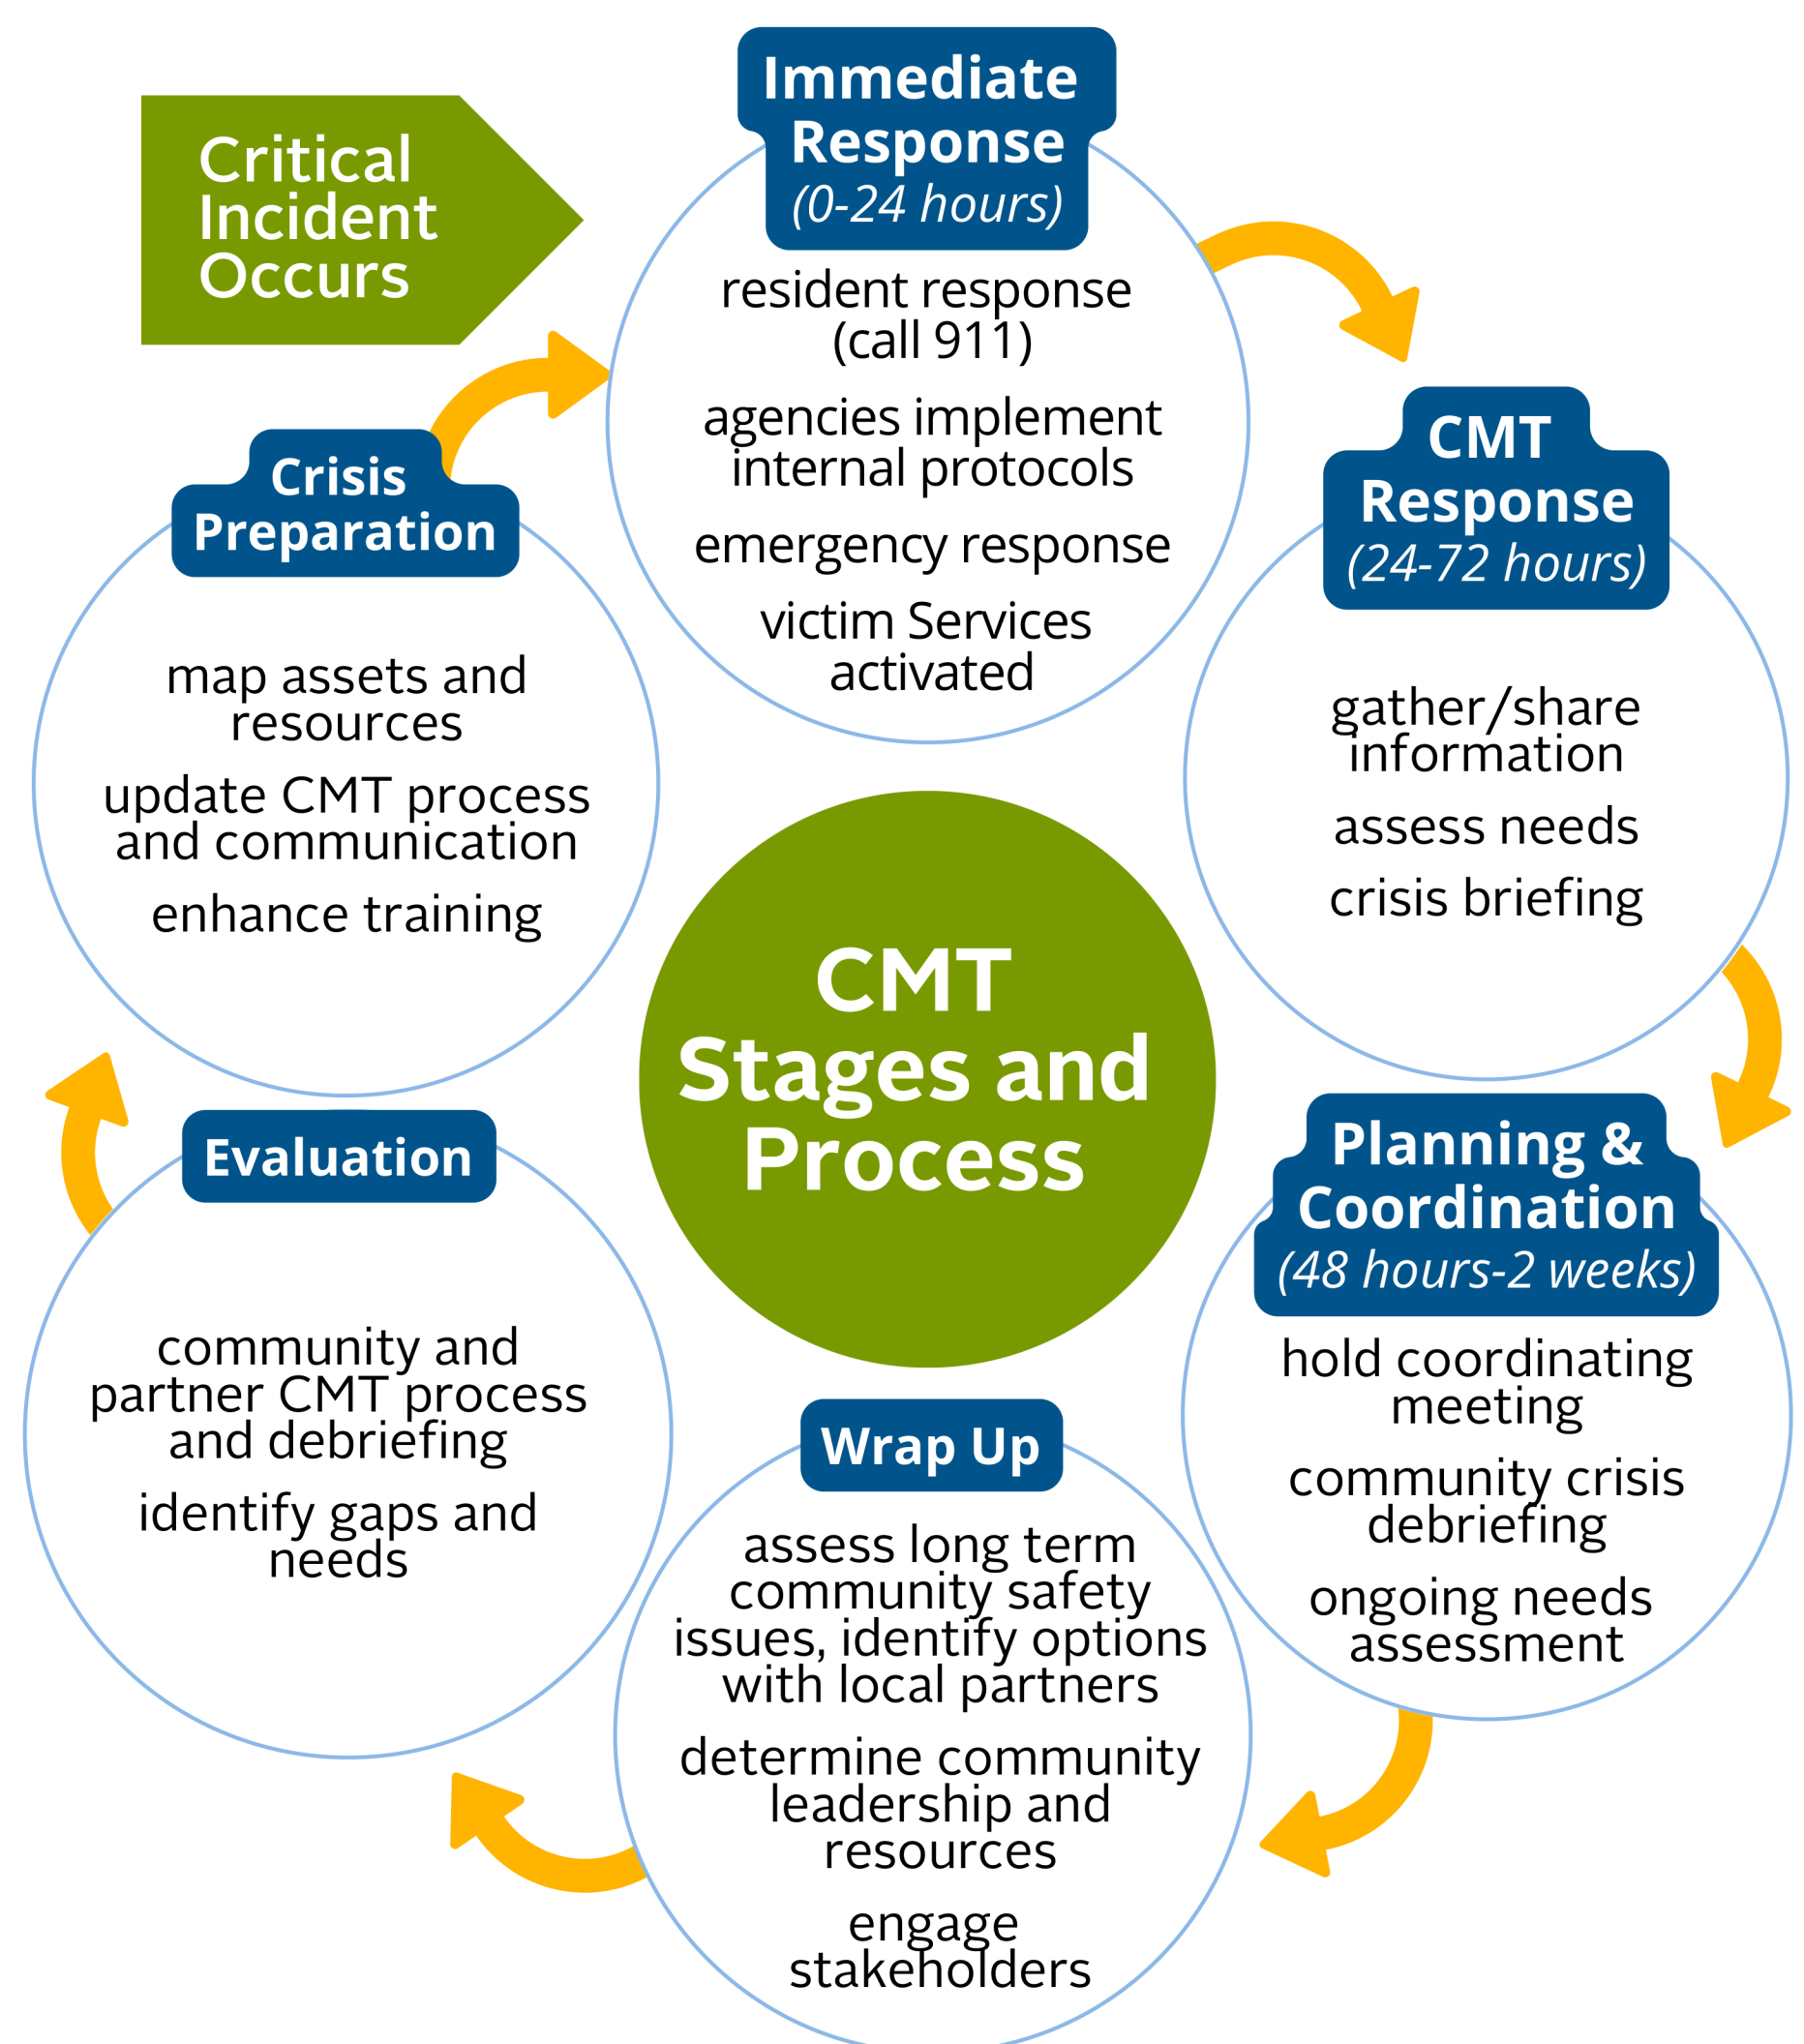 Critical
Incident
Occurs
Immediate
Response
(0-24 hours)
resident response
(call 911)
agencies implement
internal protocols
emergency response
victim Services
activated
CMT
Response
(24-72 hours)
gather/share
information
assess needs
crisis briefing
Planning &
Coordination
(48 hours-2 weeks)
hold coordinating
meeting
community crisis
debriefing
ongoing needs
assessment
Wrap Up
assess long term
community safety
issues, identify options
with local partners
determine community
leadership and
resources
engage
stakeholders
Evaluation
community and
partner CMT process
and debriefing
identify gaps and
needs
Crisis
Preparation
map assets and
resources
update CMT process
and communication
enhance training
CMT
Stages and
Process